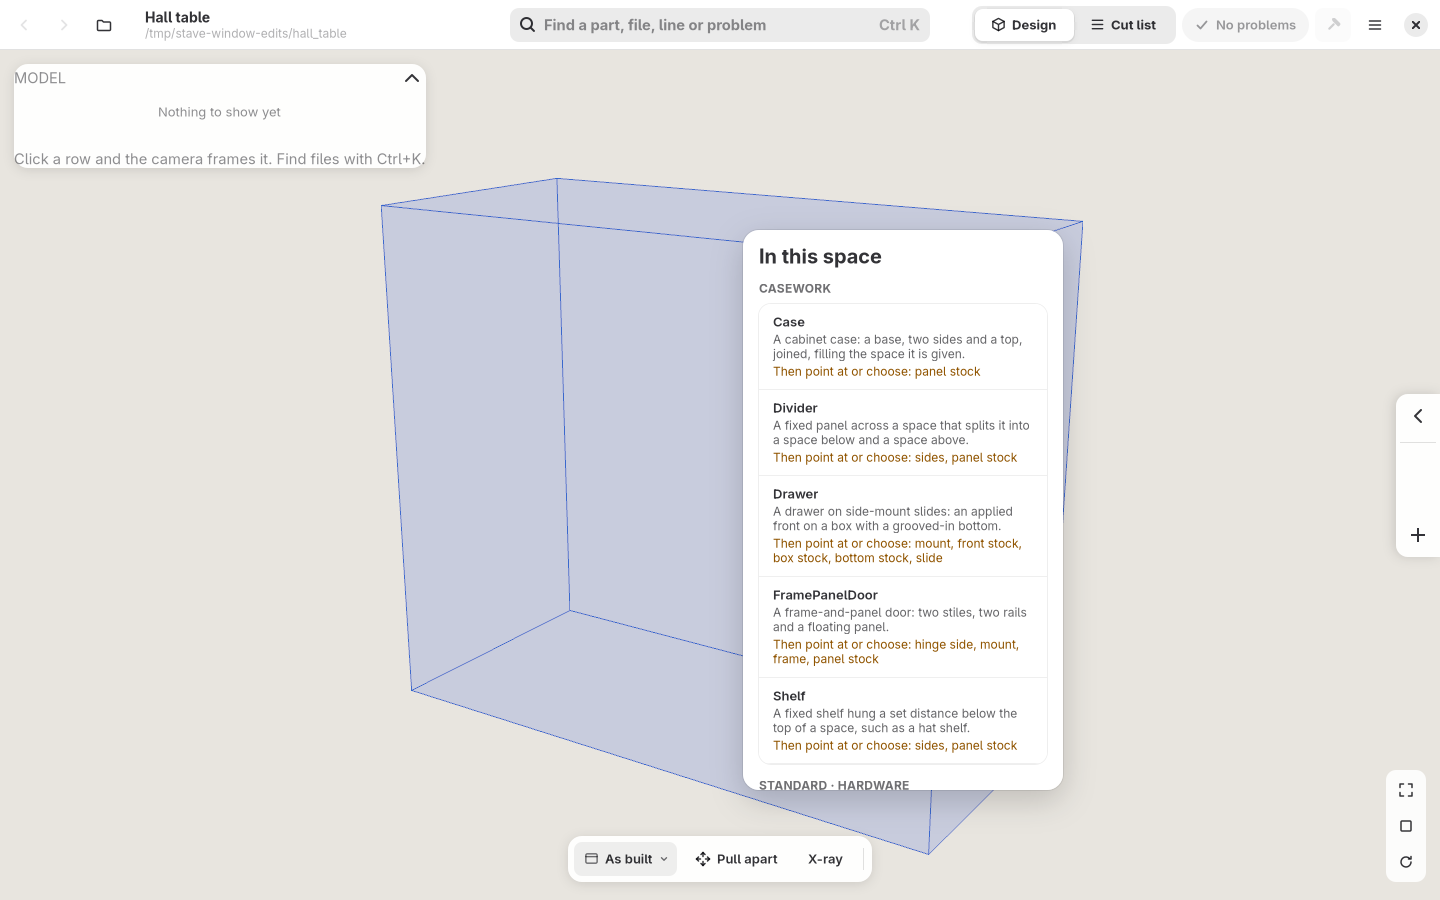 Hall table
/tmp/stave-window-edits/hall_table
Find a part, file, line or problem
Ctrl K
Design
Cut list
No problems
MODEL
Nothing to show yet
Click a row and the camera frames it. Find files with Ctrl+K.
In this space
CASEWORK
Case
A cabinet case: a base, two sides and a top,
joined, filling the space it is given.
Then point at or choose: panel stock
Divider
A fixed panel across a space that splits it into
a space below and a space above.
Then point at or choose: sides, panel stock
Drawer
A drawer on side-mount slides: an applied
front on a box with a grooved-in bottom.
Then point at or choose: mount, front stock,
box stock, bottom stock, slide
FramePanelDoor
A frame-and-panel door: two stiles, two rails
and a floating panel.
Then point at or choose: hinge side, mount,
frame, panel stock
Shelf
A fixed shelf hung a set distance below the
top of a space, such as a hat shelf.
Then point at or choose: sides, panel stock
STANDARD · HARDWARE
As built
Pull apart
X-ray